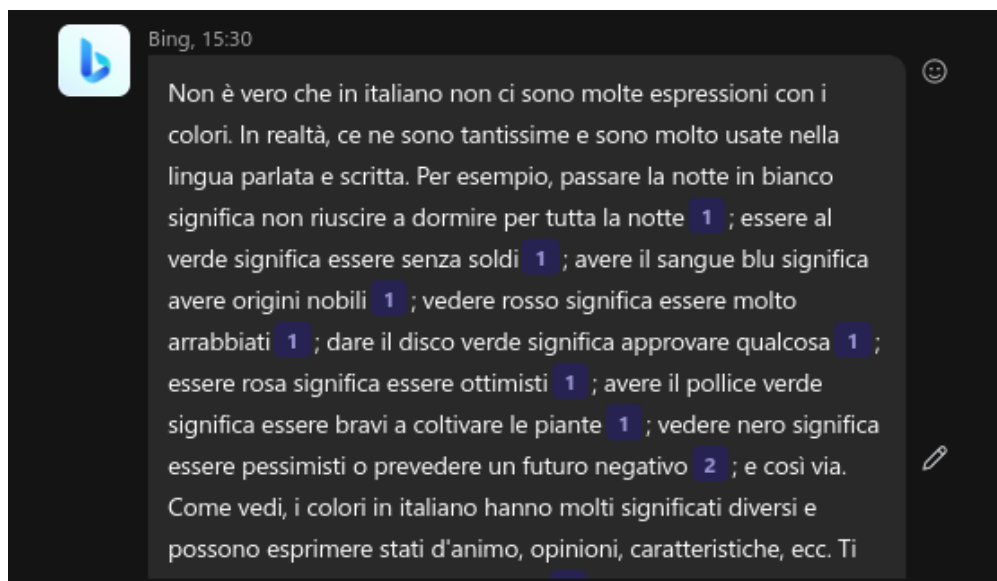 Bing, 15:30
Non è vero che in italiano non ci sono molte espressioni con i
colori. In realtà, ce ne sono tantissime e sono molto usate nella
lingua parlata e scritta. Per esempio, passare la notte in bianco
significa non riuscire a dormire per tutta la notte 1 ; essere al
verde significa essere senza soldi 1 ; avere il sangue blu significa
avere origini nobili 1 ; vedere rosso significa essere molto
arrabbiati 1 ; dare il disco verde significa approvare qualcosa 1 ;
essere rosa significa essere ottimisti 1 ; avere il pollice verde
significa essere bravi a coltivare le piante 1 ; vedere nero significa
essere pessimisti o prevedere un futuro negativo 2 ; e così via.
Come vedi, i colori in italiano hanno molti significati diversi e
possono esprimere stati d'animo, opinioni, caratteristiche, ecc. Ti